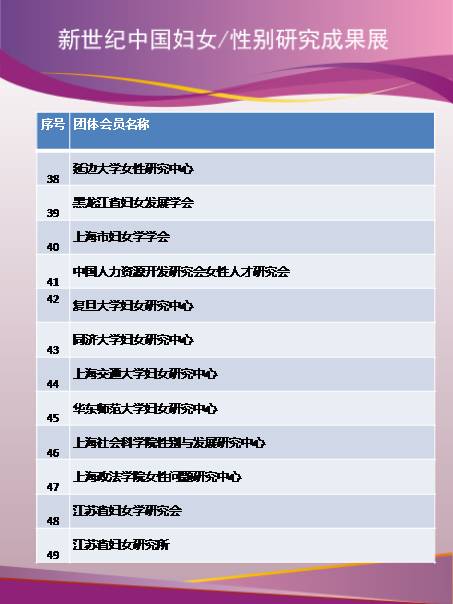 新世纪中国妇女/性别研究成果展
序号 团体会员名称
38 延边大学女性研究中心
39 黑龙江省妇女发展学会
40 上海市妇女学学会
41 中国人力资源开发研究会女性人才研究会
42 复旦大学妇女研究中心
43 同济大学妇女研究中心
44 上海交通大学妇女研究中心
45 华东师范大学妇女研究中心
46 上海社会科学院性别与发展研究中心
47 上海政法学院女性问题研究中心
48 江苏省妇女学研究会
49 江苏省妇女研究所